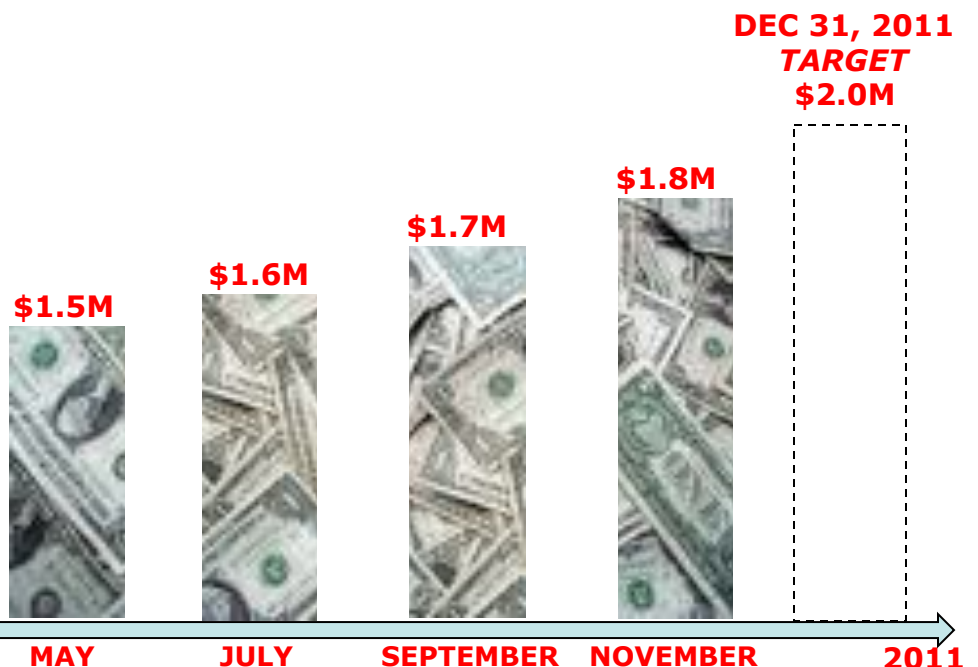 DEC 31, 2011
TARGET
$2.0M
$1.8M
$1.7M
$1.6M
$1.5M
MAY JULY SEPTEMBER NOVEMBER 2011